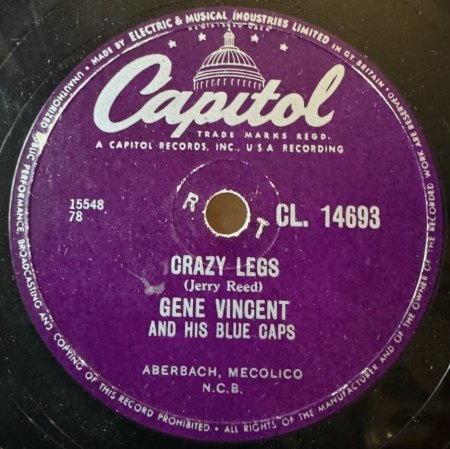 MADE BY ELECTRIC & MUSICAL INDUSTRIES LIMITED IN GT. BRITAIN • ALL RIGHTS OF THE MANUFACTURER AND OF THE OWNER OF THE RECORDED WORK ARE RESERVED • UNAUTHORIZED PUBLIC PERFORMANCE, BROADCASTING AND COPYING OF THIS RECORD PROHIBITED •
REGISTERED USER
Capitol
TRADE MARKS REGD.
A CAPITOL RECORDS, INC., U S A RECORDING
15548
78
R T
CL. 14693
CRAZY LEGS
(Jerry Reed)
GENE VINCENT
AND HIS BLUE CAPS
ABERBACH, MECOLICO
N.C.B.